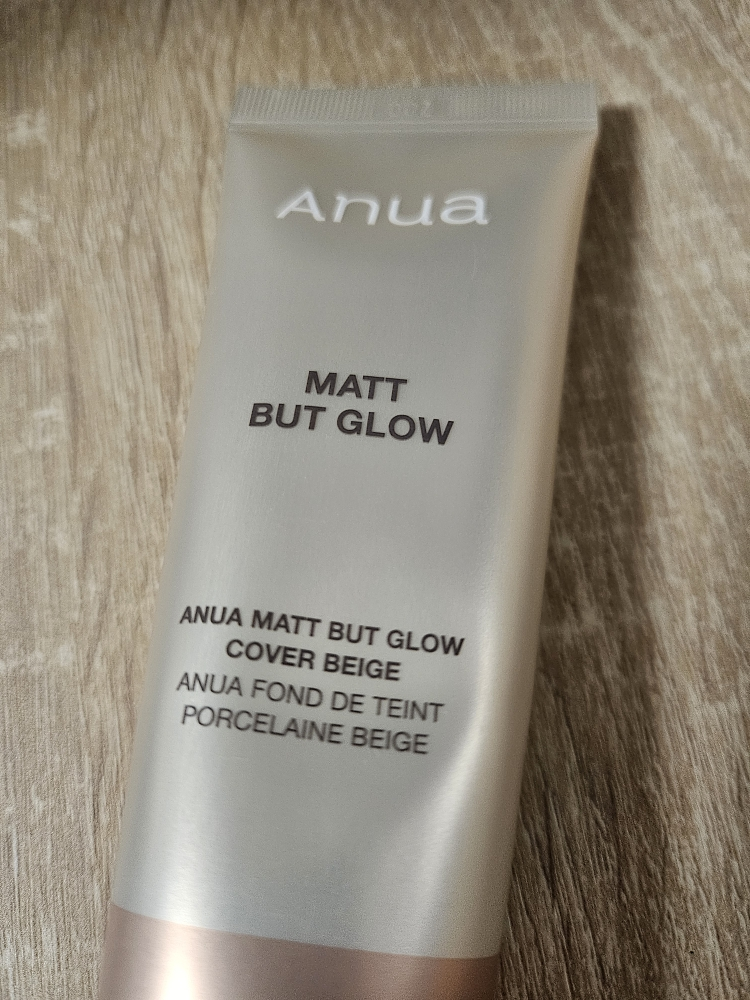 Anua
MATT
BUT GLOW
ANUA MATT BUT GLOW
COVER BEIGE
ANUA FOND DE TEINT
PORCELAINE BEIGE